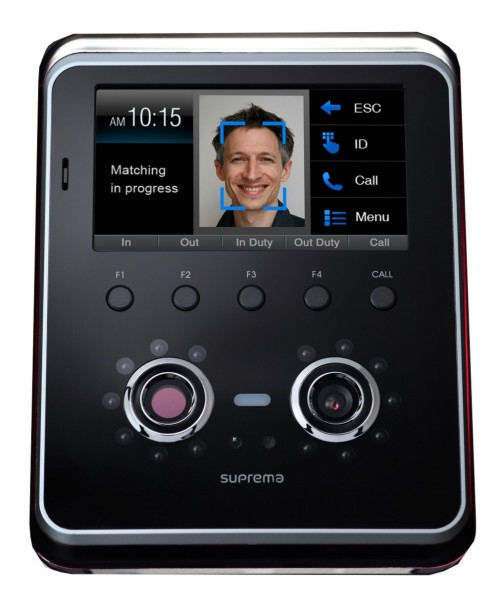 AM 10:15
Matching
in progress
ESC
ID
Call
Menu
In Out In Duty Out Duty Call
F1 F2 F3 F4 CALL
suprema